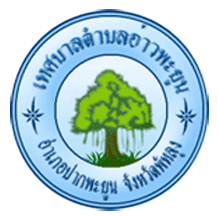 เทศบาลตำบลอ่าวพะยูน
อำเภอปากพะยูน จังหวัดพัทลุง